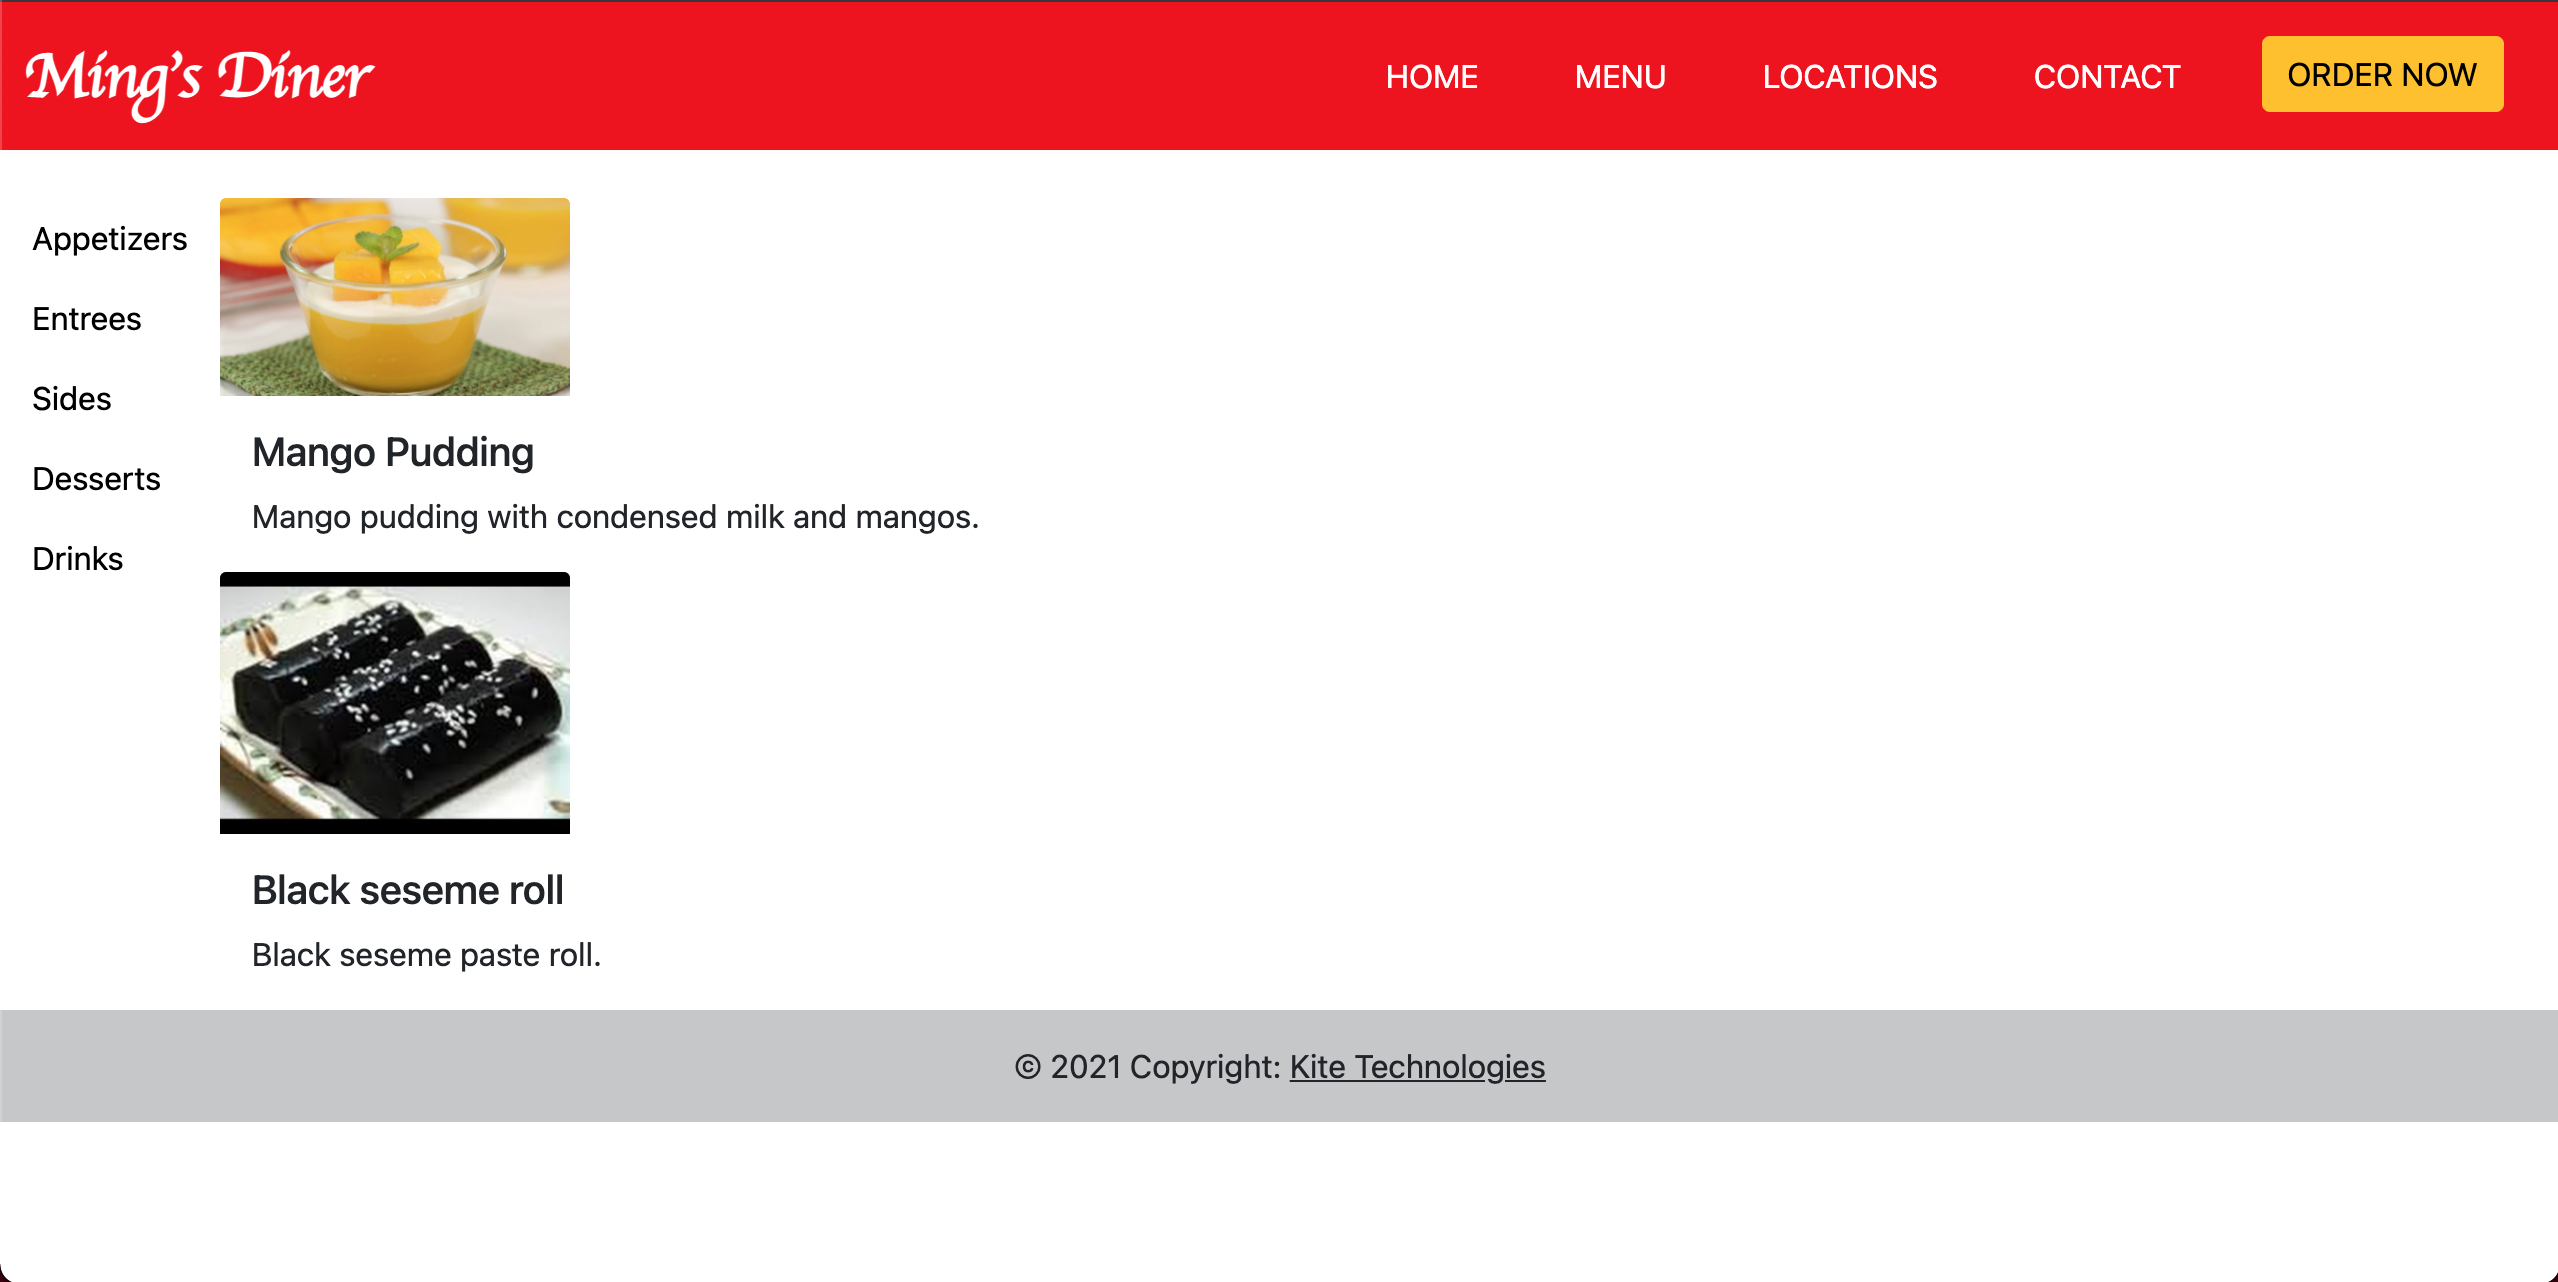 Ming's Diner
HOME MENU LOCATIONS CONTACT ORDER NOW
Appetizers
Entrees
Sides
Desserts
Drinks
Mango Pudding
Mango pudding with condensed milk and mangos.
Black seseme roll
Black seseme paste roll.
© 2021 Copyright: Kite Technologies